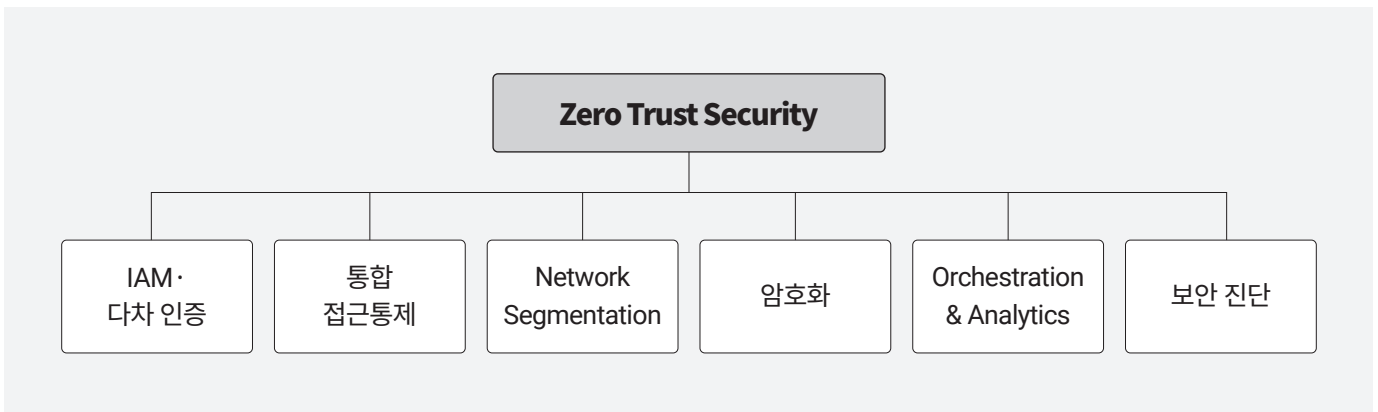 Zero Trust Security
IAM·
다차 인증
통합
접근통제
Network
Segmentation
암호화
Orchestration
& Analytics
보안 진단